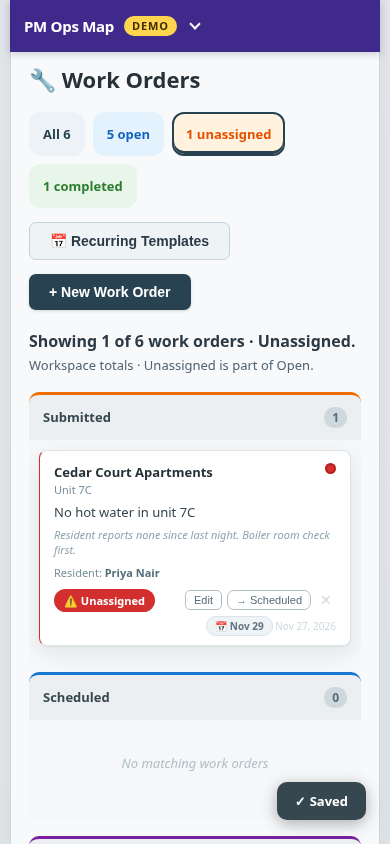 PM Ops Map DEMO
🔧 Work Orders
All 6 5 open 1 unassigned
1 completed
📅 Recurring Templates
+ New Work Order
Showing 1 of 6 work orders · Unassigned.
Workspace totals · Unassigned is part of Open.
Submitted 1
Cedar Court Apartments
Unit 7C
No hot water in unit 7C
Resident reports none since last night. Boiler room check
first.
Resident: Priya Nair
⚠️ Unassigned Edit → Scheduled ✕
📅 Nov 29 Nov 27, 2026
Scheduled 0
No matching work orders
✓ Saved